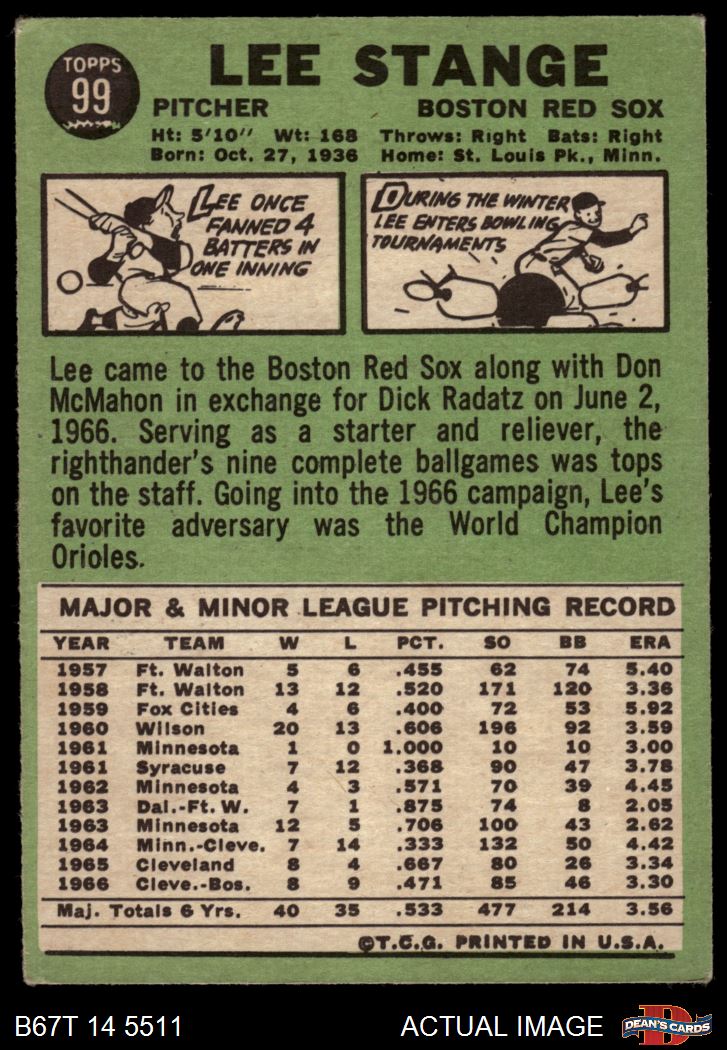 TOPPS
99
LEE STANGE
PITCHER BOSTON RED SOX
Ht: 5'10" Wt: 168 Throws: Right Bats: Right
Born: Oct. 27, 1936 Home: St. Louis Pk., Minn.
LEE ONCE
FANNED 4
BATTERS IN
ONE INNING
DURING THE WINTER
LEE ENTERS BOWLING
TOURNAMENTS
Lee came to the Boston Red Sox along with Don
McMahon in exchange for Dick Radatz on June 2,
1966. Serving as a starter and reliever, the
righthander's nine complete ballgames was tops
on the staff. Going into the 1966 campaign, Lee's
favorite adversary was the World Champion
Orioles.
MAJOR & MINOR LEAGUE PITCHING RECORD
YEAR TEAM W L PCT. SO BB ERA
1957 Ft. Walton 5 6 .455 62 74 5.40
1958 Ft. Walton 13 12 .520 171 120 3.36
1959 Fox Cities 4 6 .400 72 53 5.92
1960 Wilson 20 13 .606 196 92 3.59
1961 Minnesota 1 0 1.000 10 10 3.00
1961 Syracuse 7 12 .368 90 47 3.78
1962 Minnesota 4 3 .571 70 39 4.45
1963 Dal.-Ft. W. 7 1 .875 74 8 2.05
1963 Minnesota 12 5 .706 100 43 2.62
1964 Minn.-Cleve. 7 14 .333 132 50 4.42
1965 Cleveland 8 4 .667 80 26 3.34
1966 Cleve.-Bos. 8 9 .471 85 46 3.30
Maj. Totals 6 Yrs. 40 35 .533 477 214 3.56
©T.C.G. PRINTED IN U.S.A.
B67T 14 5511 ACTUAL IMAGE
DEAN'S CARDS